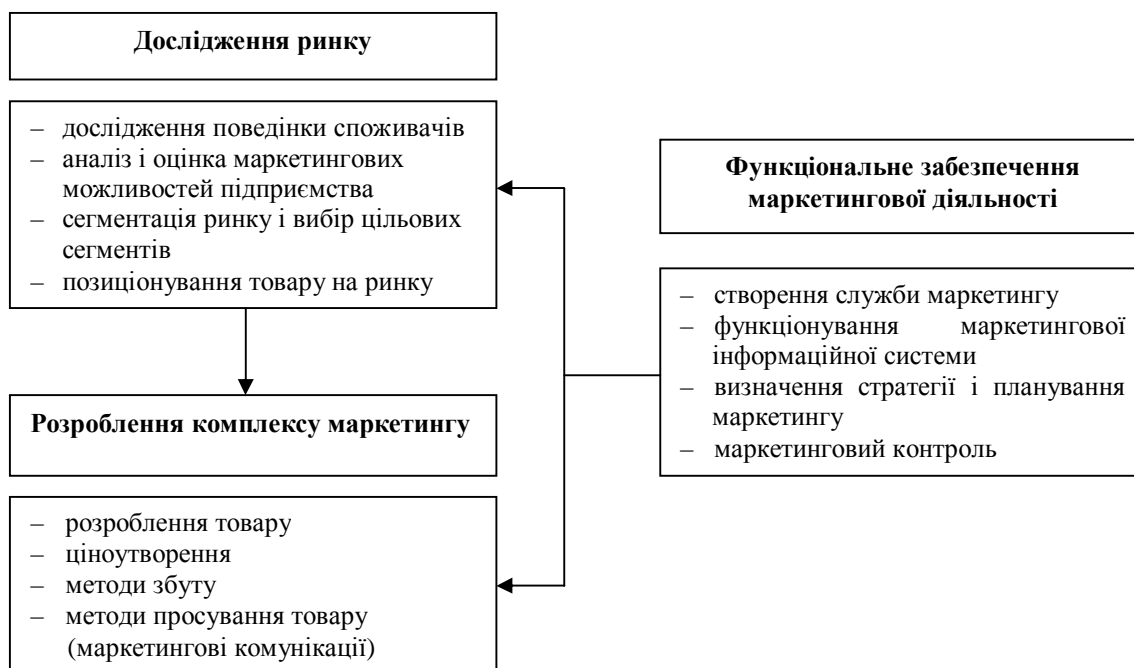 Дослідження ринку
– дослідження поведінки споживачів
– аналіз і оцінка маркетингових
можливостей підприємства
– сегментація ринку і вибір цільових
сегментів
– позиціонування товару на ринку
Розроблення комплексу маркетингу
– розроблення товару
– ціноутворення
– методи збуту
– методи просування товару
(маркетингові комунікації)
Функціональне забезпечення
маркетингової діяльності
– створення служби маркетингу
– функціонування маркетингової
інформаційної системи
– визначення стратегії і планування
маркетингу
– маркетинговий контроль